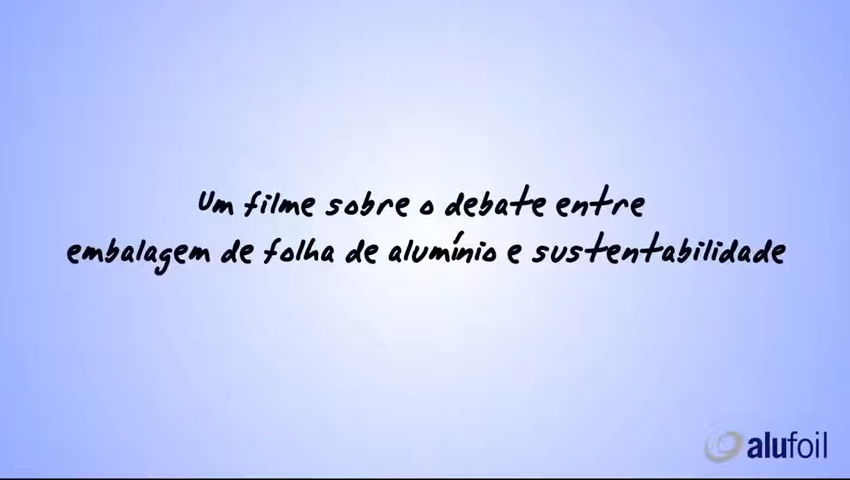 Um filme sobre o debate entre
embalagem de folha de alumínio e sustentabilidade
alufoil